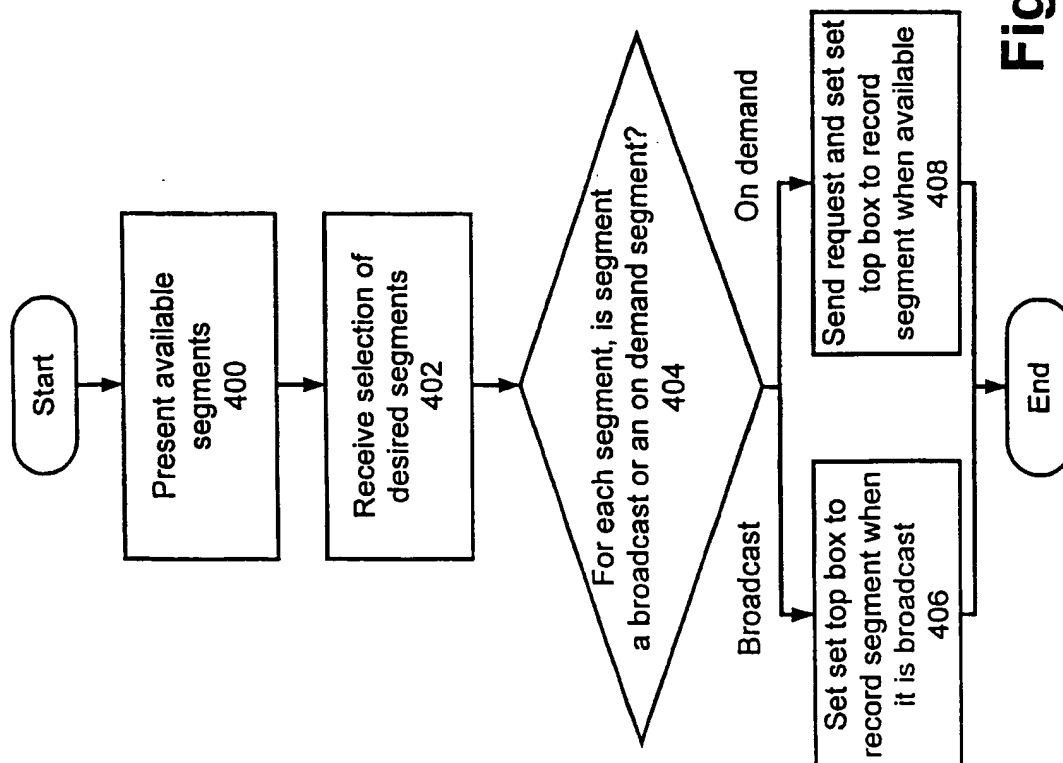 Start
Present available
segments
400
Receive selection of
desired segments
402
For each segment, is segment
a broadcast or an on demand segment?
404
Broadcast
On demand
Set set top box to
record segment when
it is broadcast
406
Send request and set set
top box to record
segment when available
408
End
Fig